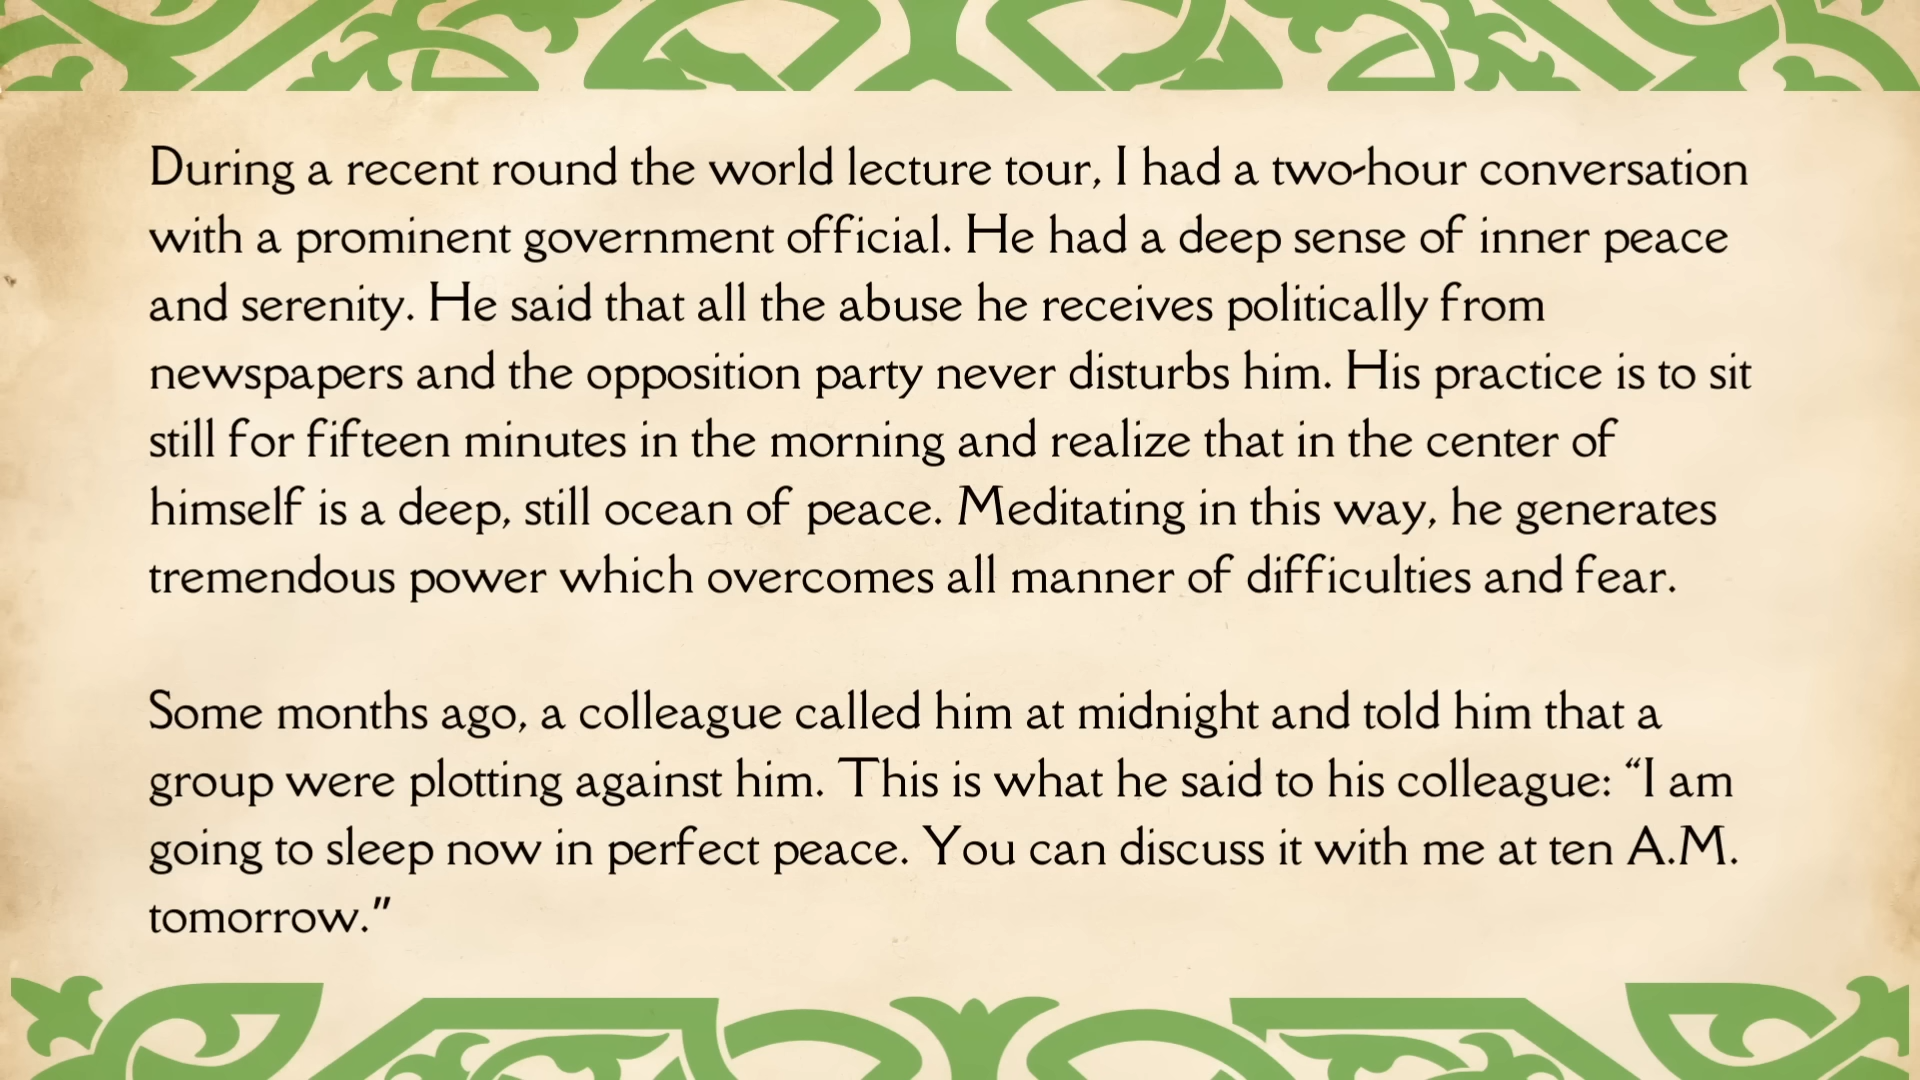 During a recent round the world lecture tour, I had a two-hour conversation
with a prominent government official. He had a deep sense of inner peace
and serenity. He said that all the abuse he receives politically from
newspapers and the opposition party never disturbs him. His practice is to sit
still for fifteen minutes in the morning and realize that in the center of
himself is a deep, still ocean of peace. Meditating in this way, he generates
tremendous power which overcomes all manner of difficulties and fear.
Some months ago, a colleague called him at midnight and told him that a
group were plotting against him. This is what he said to his colleague: “I am
going to sleep now in perfect peace. You can discuss it with me at ten A.M.
tomorrow."